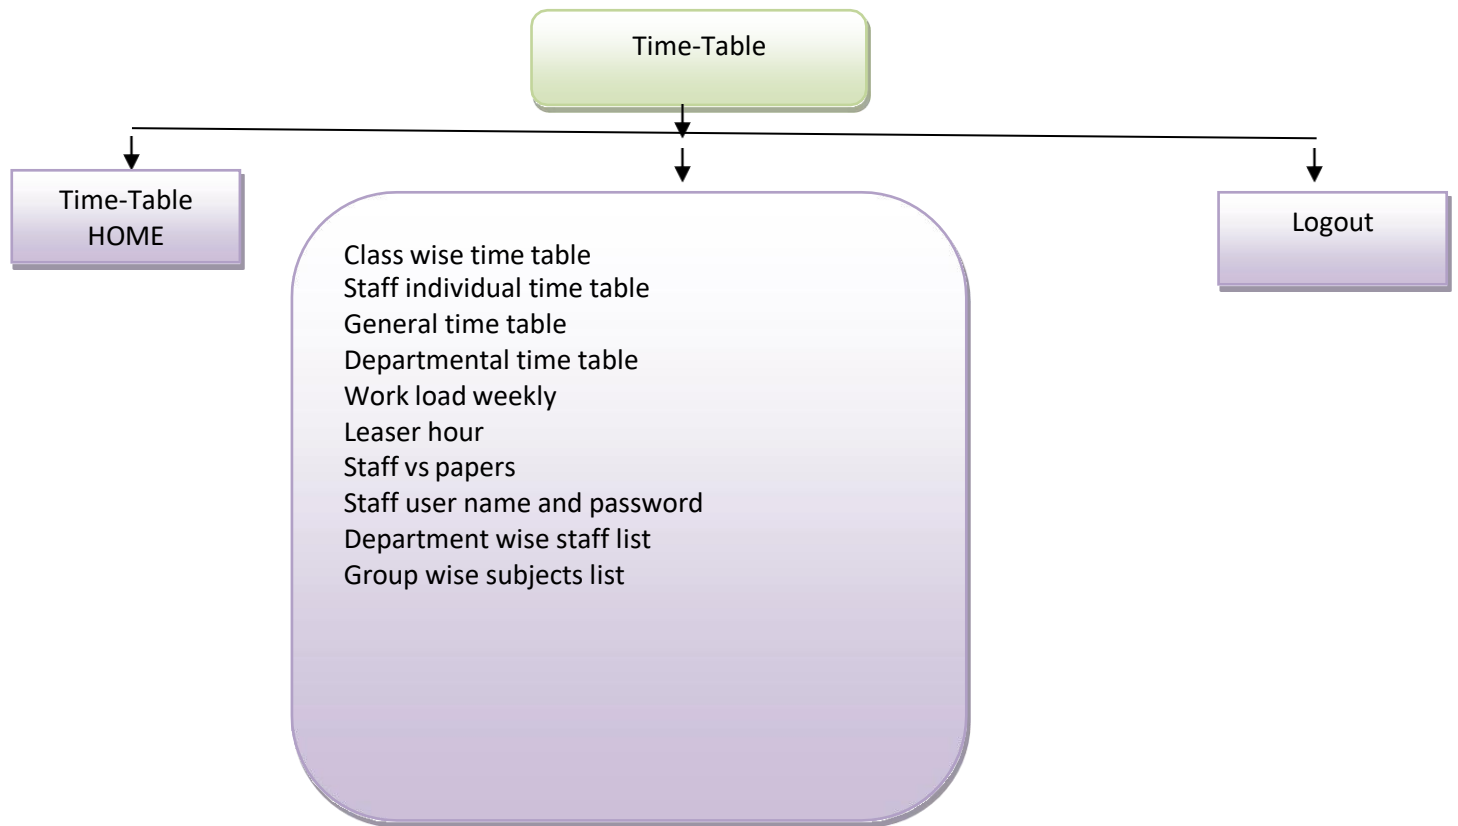 Time-Table
Time-Table
HOME
Class wise time table
Staff individual time table
General time table
Departmental time table
Work load weekly
Leaser hour
Staff vs papers
Staff user name and password
Department wise staff list
Group wise subjects list
Logout